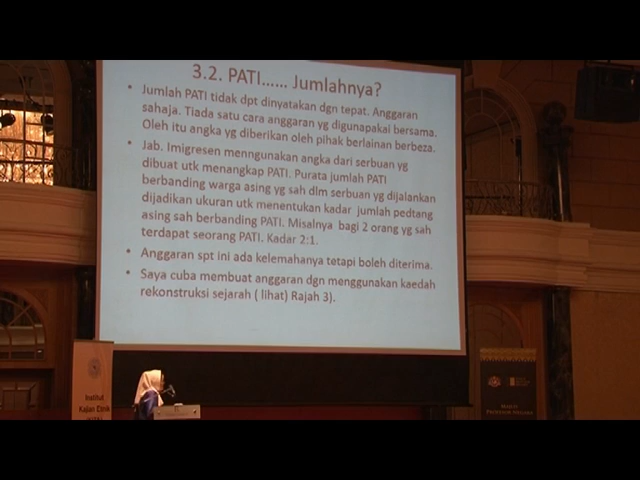 3.2. PATI...... Jumlahnya?
• Jumlah PATI tidak dpt dinyatakan dgn tepat. Anggaran
sahaja. Tiada satu cara anggaran yg digunapakai bersama.
Oleh itu angka yg diberikan oleh pihak berlainan berbeza.
• Jab. Imigresen menngunakan angka dari serbuan yg
dibuat utk menangkap PATI. Purata jumlah PATI
berbanding warga asing yg sah dlm serbuan yg dijalankan
dijadikan ukuran utk menentukan kadar jumlah pedtang
asing sah berbanding PATI. Misalnya bagi 2 orang yg sah
terdapat seorang PATI. Kadar 2:1.
• Anggaran spt ini ada kelemahanya tetapi boleh diterima.
• Saya cuba membuat anggaran dgn menggunakan kaedah
rekonstruksi sejarah ( lihat) Rajah 3).
Institut
Kajian Etnik
MAJLIS
PROFESOR NEGARA